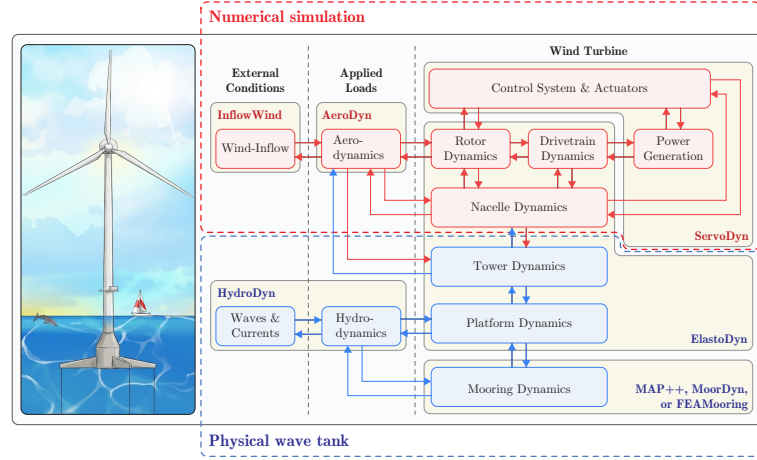 Numerical simulation
External
Conditions
Applied
Loads
Wind Turbine
Control System & Actuators
InflowWind
AeroDyn
Wind-Inflow
Aero-
dynamics
Rotor
Dynamics
Drivetrain
Dynamics
Power
Generation
Nacelle Dynamics
ServoDyn
Tower Dynamics
HydroDyn
Waves &
Currents
Hydro-
dynamics
Platform Dynamics
ElastoDyn
Mooring Dynamics
MAP++, MoorDyn,
or FEAMooring
Physical wave tank